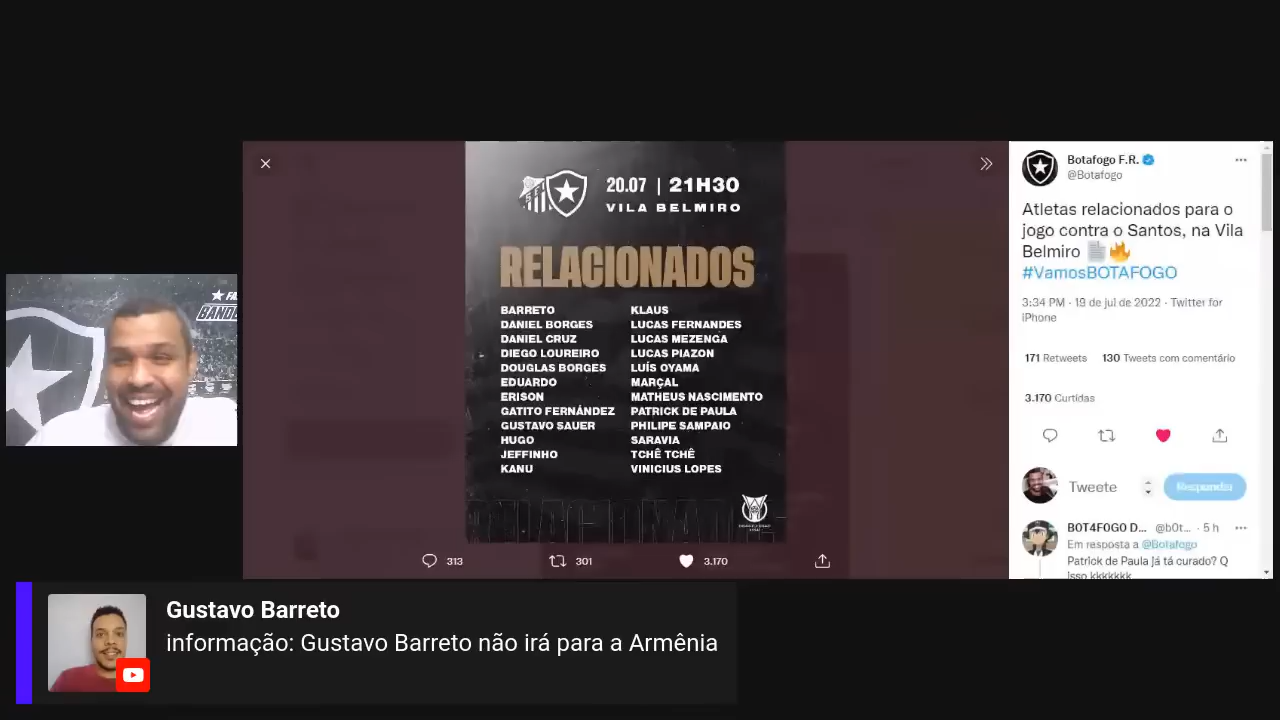 20.07 | 21H30
VILA BELMIRO
RELACIONADOS
BARRETO
DANIEL BORGES
DANIEL CRUZ
DIEGO LOUREIRO
DOUGLAS BORGES
EDUARDO
ERISON
GATITO FERNÁNDEZ
GUSTAVO SAUER
HUGO
JEFFINHO
KANU
KLAUS
LUCAS FERNANDES
LUCAS MEZENGA
LUCAS PIAZON
LUÍS OYAMA
MARÇAL
MATHEUS NASCIMENTO
PATRICK DE PAULA
PHILIPE SAMPAIO
SARAVIA
TCHÊ TCHÊ
VINICIUS LOPES
313
301
3.170
Botafogo F.R.
@Botafogo
Atletas relacionados para o
jogo contra o Santos, na Vila
Belmiro
#VamosBOTAFOGO
3:34 PM · 19 de jul de 2022 · Twitter for
iPhone
171 Retweets 130 Tweets com comentário
3.170 Curtidas
Tweete
Responder
BOT4FOGO D... @b0t... · 5 h
Em resposta a @Botafogo
Patrick de Paula já tá curado? Q
isso kkkkkkk
Gustavo Barreto
informação: Gustavo Barreto não irá para a Armênia